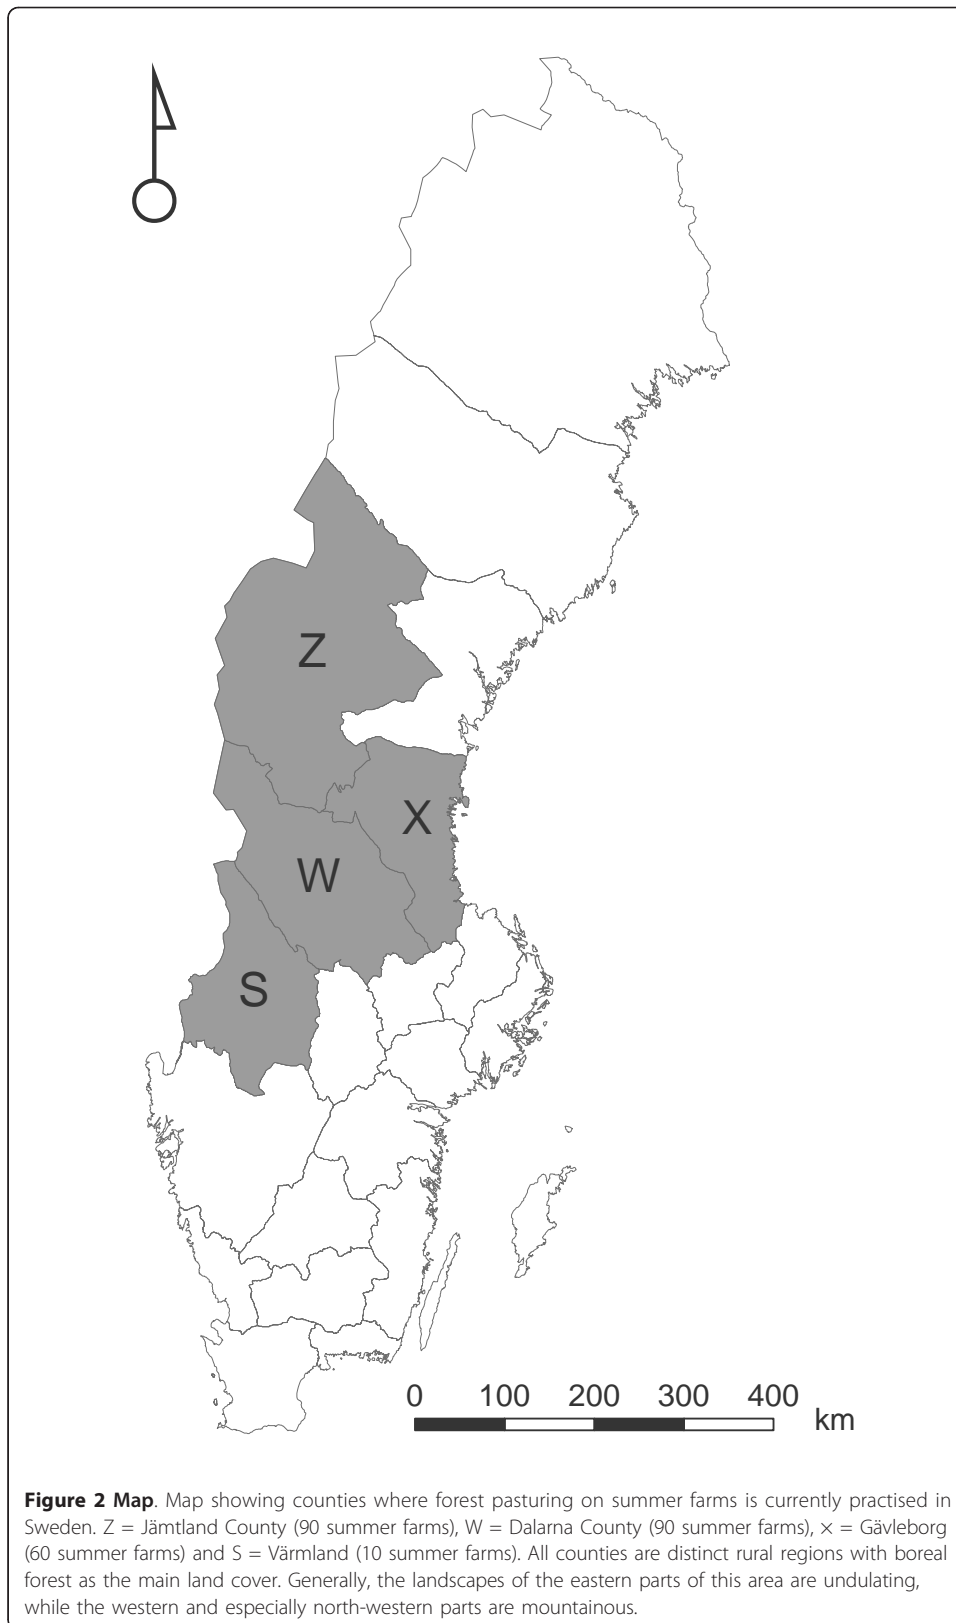 Z
X
W
S
0 100 200 300 400
km
Figure 2 Map. Map showing counties where forest pasturing on summer farms is currently practised in
Sweden. Z = Jämtland County (90 summer farms), W = Dalarna County (90 summer farms), × = Gävleborg
(60 summer farms) and S = Värmland (10 summer farms). All counties are distinct rural regions with boreal
forest as the main land cover. Generally, the landscapes of the eastern parts of this area are undulating,
while the western and especially north-western parts are mountainous.